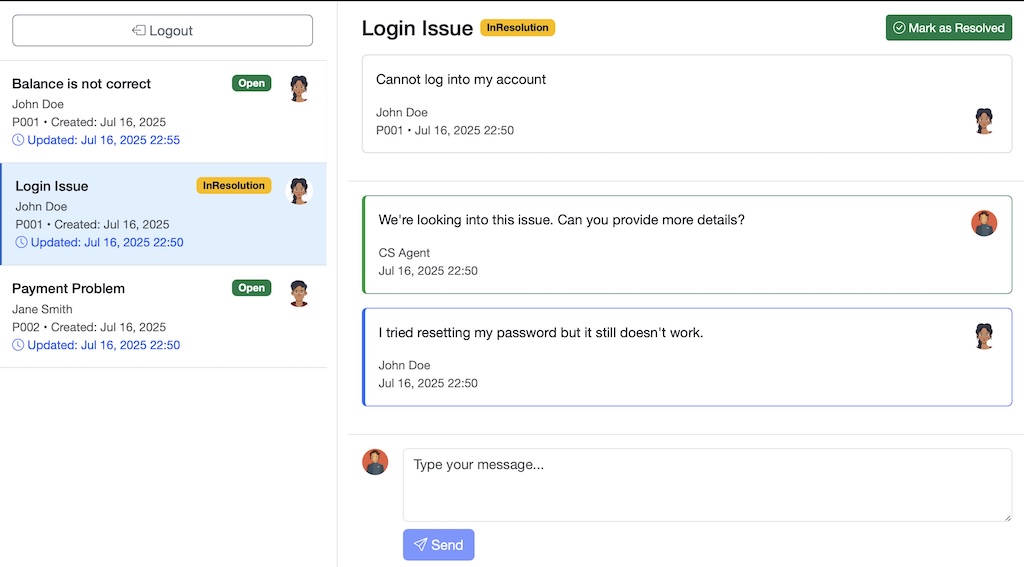 Logout
Balance is not correct Open
John Doe
P001 • Created: Jul 16, 2025
Updated: Jul 16, 2025 22:55
Login Issue InResolution
John Doe
P001 • Created: Jul 16, 2025
Updated: Jul 16, 2025 22:50
Payment Problem Open
Jane Smith
P002 • Created: Jul 16, 2025
Updated: Jul 16, 2025 22:50
Login Issue InResolution Mark as Resolved
Cannot log into my account
John Doe
P001 • Jul 16, 2025 22:50
We're looking into this issue. Can you provide more details?
CS Agent
Jul 16, 2025 22:50
I tried resetting my password but it still doesn't work.
John Doe
Jul 16, 2025 22:50
Type your message...
Send